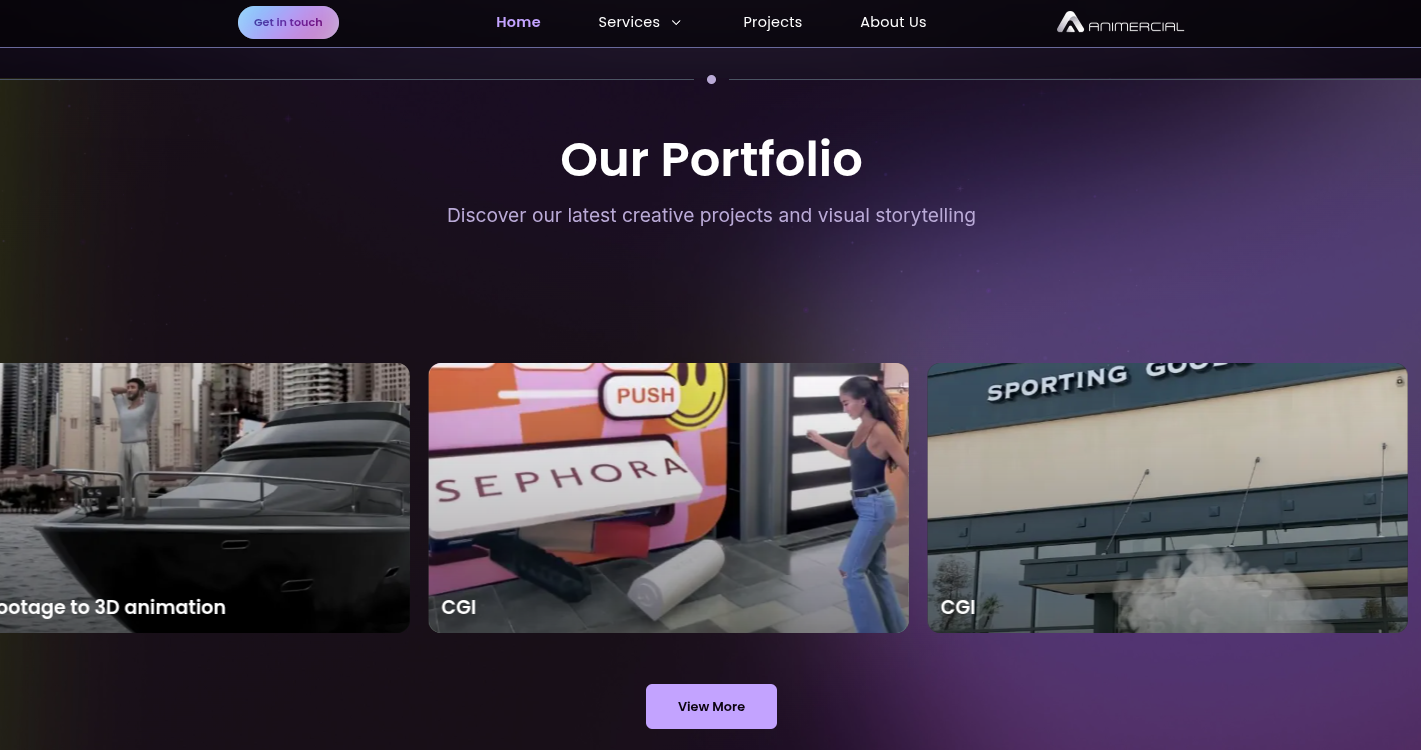 Get in touch
Home
Services
Projects
About Us
ANIMERCIAL
Our Portfolio
Discover our latest creative projects and visual storytelling
PUSH
SEPHORA
SPORTING
ootage to 3D animation
CGI
CGI
View More